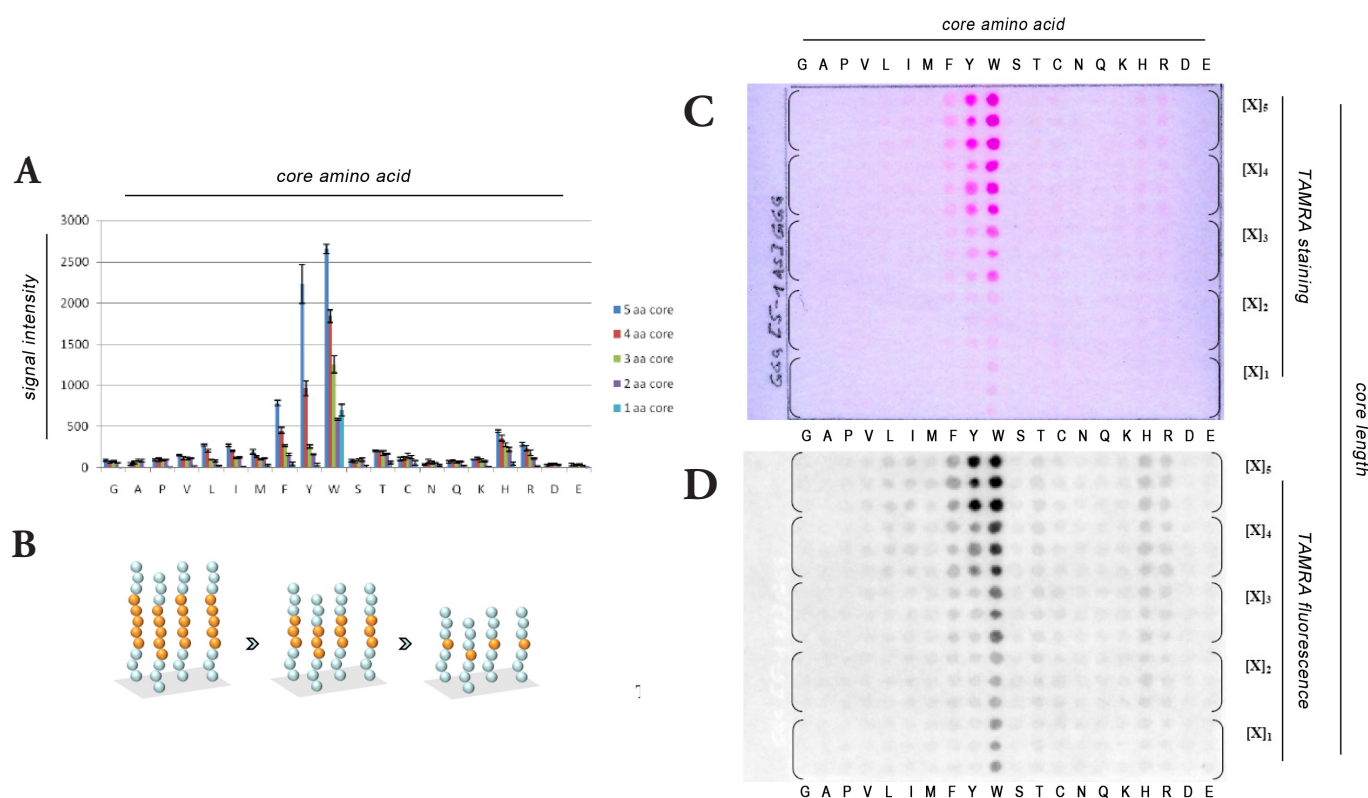 A
core amino acid
signal intensity
3000
2500
2000
1500
1000
500
0
G A P V L I M F Y W S T C N Q K H R D E
5 aa core
4 aa core
3 aa core
2 aa core
1 aa core
B
» »
C
core amino acid
G A P V L I M F Y W S T C N Q K H R D E
[X]5
[X]4
[X]3
[X]2
[X]1
TAMRA staining
core length
G A P V L I M F Y W S T C N Q K H R D E
D
[X]5
[X]4
[X]3
[X]2
[X]1
TAMRA fluorescence
G A P V L I M F Y W S T C N Q K H R D E